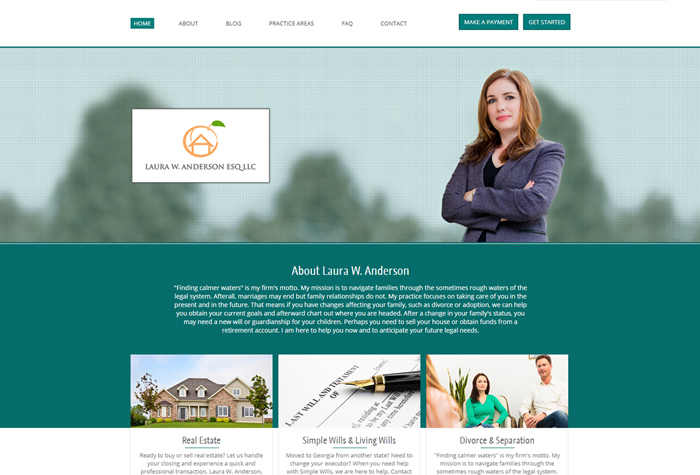 HOME ABOUT BLOG PRACTICE AREAS FAQ CONTACT MAKE A PAYMENT GET STARTED
LAURA W. ANDERSON ESQ LLC
About Laura W. Anderson
"Finding calmer waters" is my firm's motto. My mission is to navigate families through the sometimes rough waters of the
legal system. Afterall, marriages may end but family relationships do not. My practice focuses on taking care of you in the
present and in the future. That means if you have changes affecting your family, such as divorce or adoption, we can help
you obtain your current goals and afterward chart out where you are headed. After a change in your family's status, you
may need a new will or guardianship for your children. Perhaps you need to sell your house or obtain funds from a
retirement account. I am here to help you now and to anticipate your future legal needs.
LAST WILL AND TESTAMENT
OF
Real Estate
Ready to buy or sell real estate? Let us handle
your closing and experience a quick and
professional transaction. Laura W. Anderson,
Simple Wills & Living Wills
Moved to Georgia from another state? Need to
change your executor? When you need help
with Simple Wills, we are here to help. Contact
Divorce & Separation
"Finding calmer waters" is my firm's motto. My
mission is to navigate families through the
sometimes rough waters of the legal system.